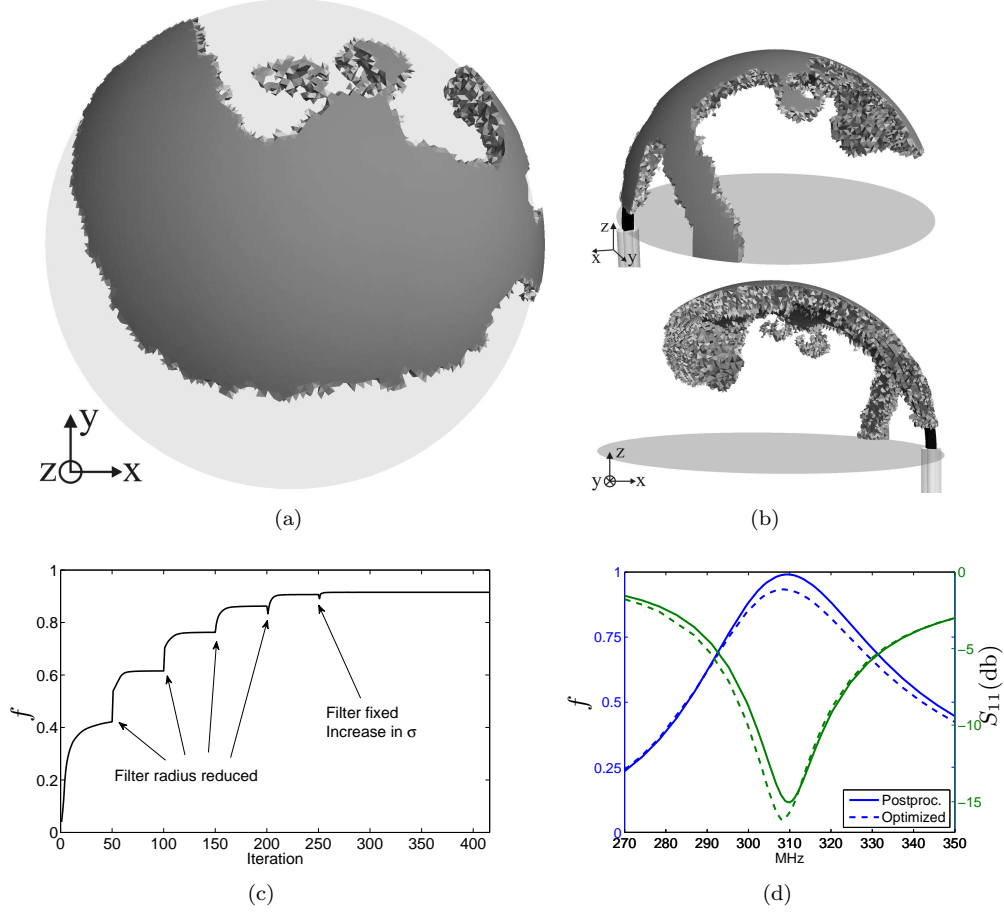 y
z x
(a)
z
x y
z
y x
(b)
1
0.8
0.6
0.4
0.2
0
f
Filter radius reduced
Filter fixed
Increase in σ
0 50 100 150 200 250 300 350 400
Iteration
(c)
1
0.75
0.5
0.25
0
f
0
−5
−10
−15
S11(db)
Postproc.
Optimized
270 280 290 300 310 320 330 340 350
MHz
(d)